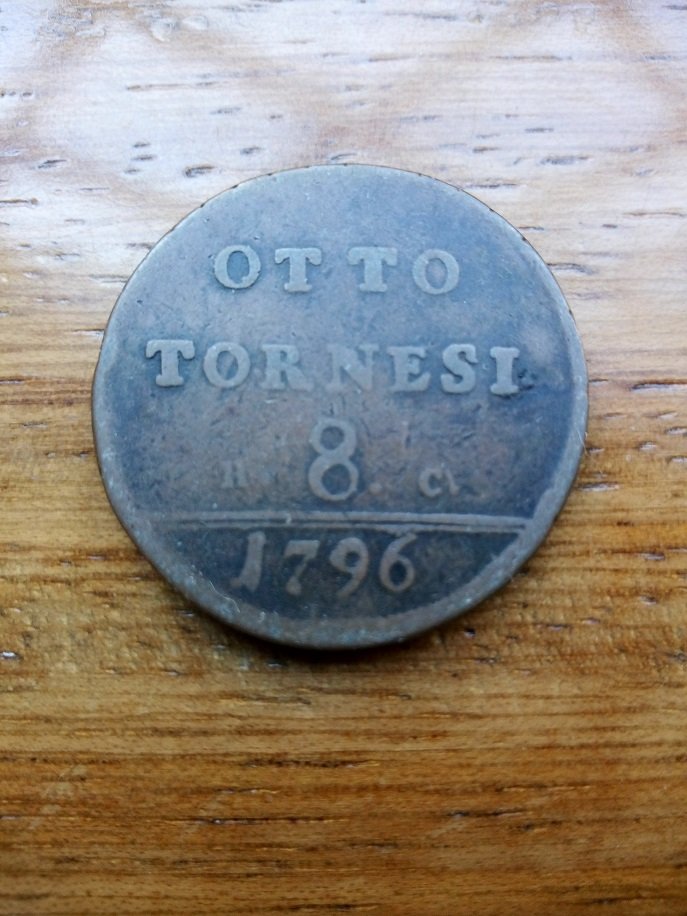 OTTO
TORNESI
8. C.
1796